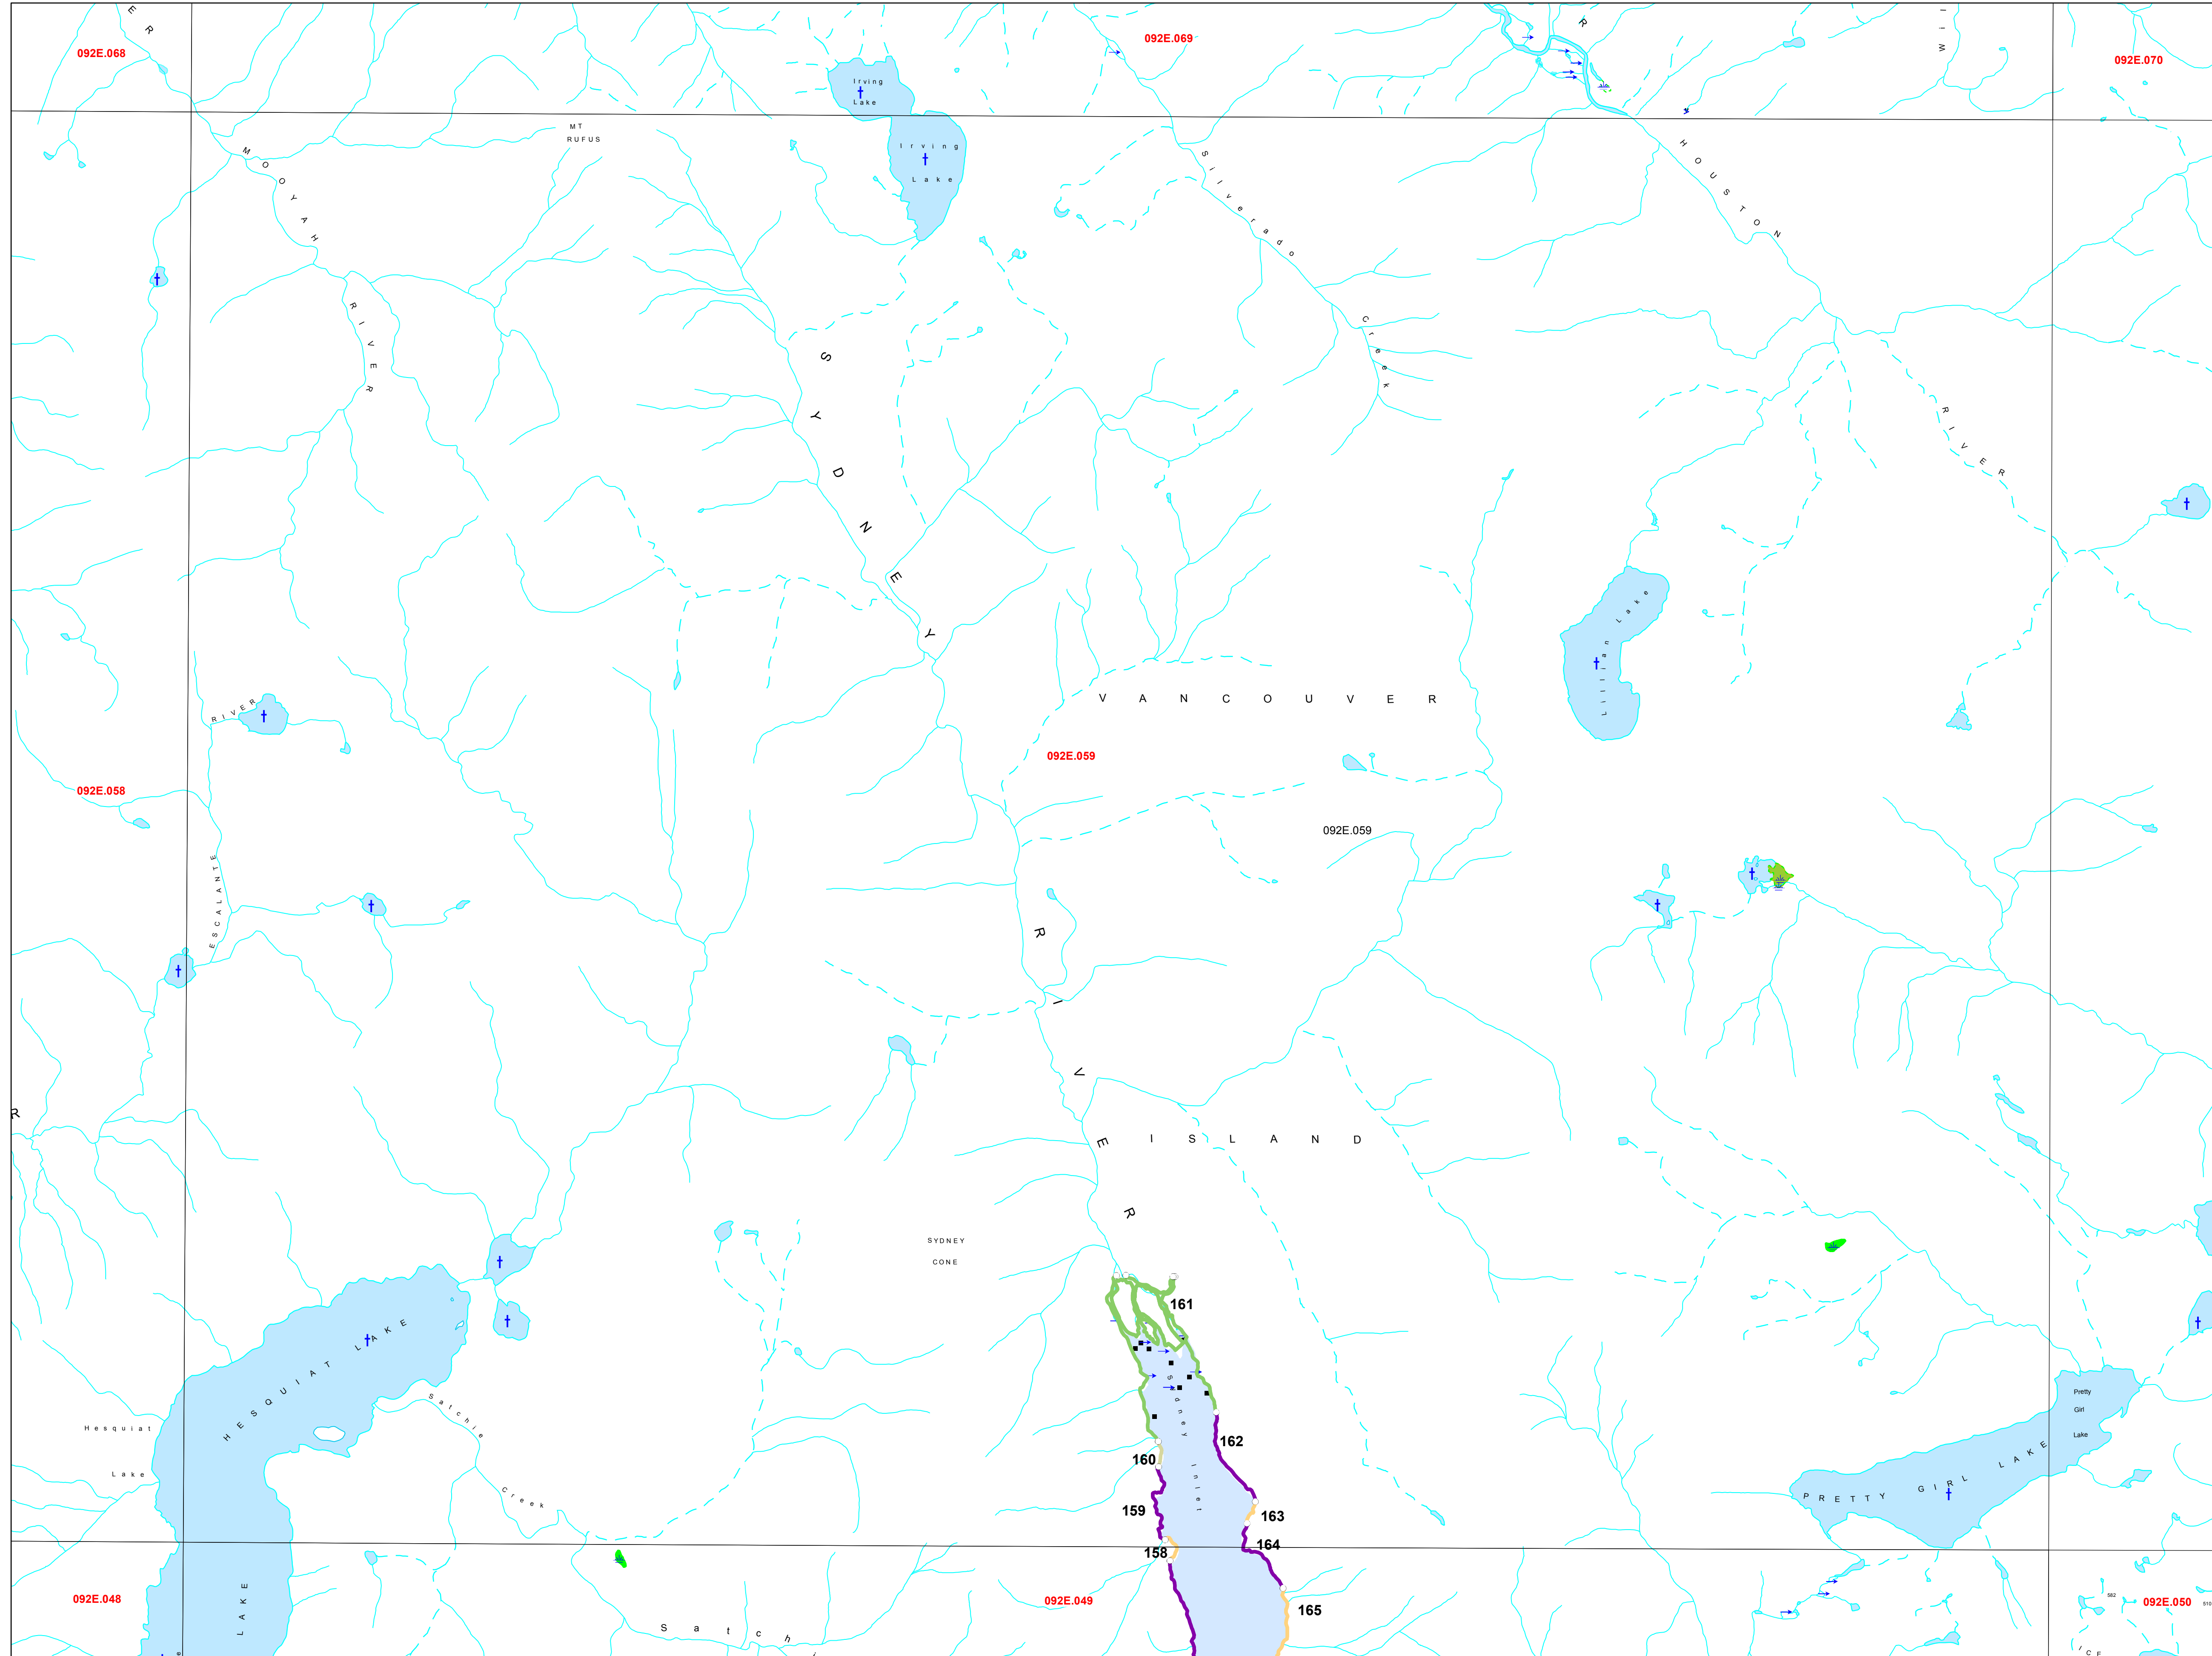 E R
092E.068
092E.069
R
W I I
092E.070
Irving
Lake
MT
RUFUS
Irving
Lake
MOOYAH
RIVER
Silverado
Creek
HOUSTON
RIVER
SYDNEY
RIVER
Lillian Lake
VANCOUVER
ISLAND
RIVER
ESCALANTE
092E.058
092E.059
092E.059
R
SYDNEY
CONE
161
HESQUIAT LAKE
Satchie
Creek
Hesquiat
Lake
Sydney
Inlet
162
160
159
163
164
158
165
Pretty
Girl
Lake
PRETTY GIRL LAKE
092E.048
LAKE
e
Satch
092E.049
582
092E.050
510
ICE